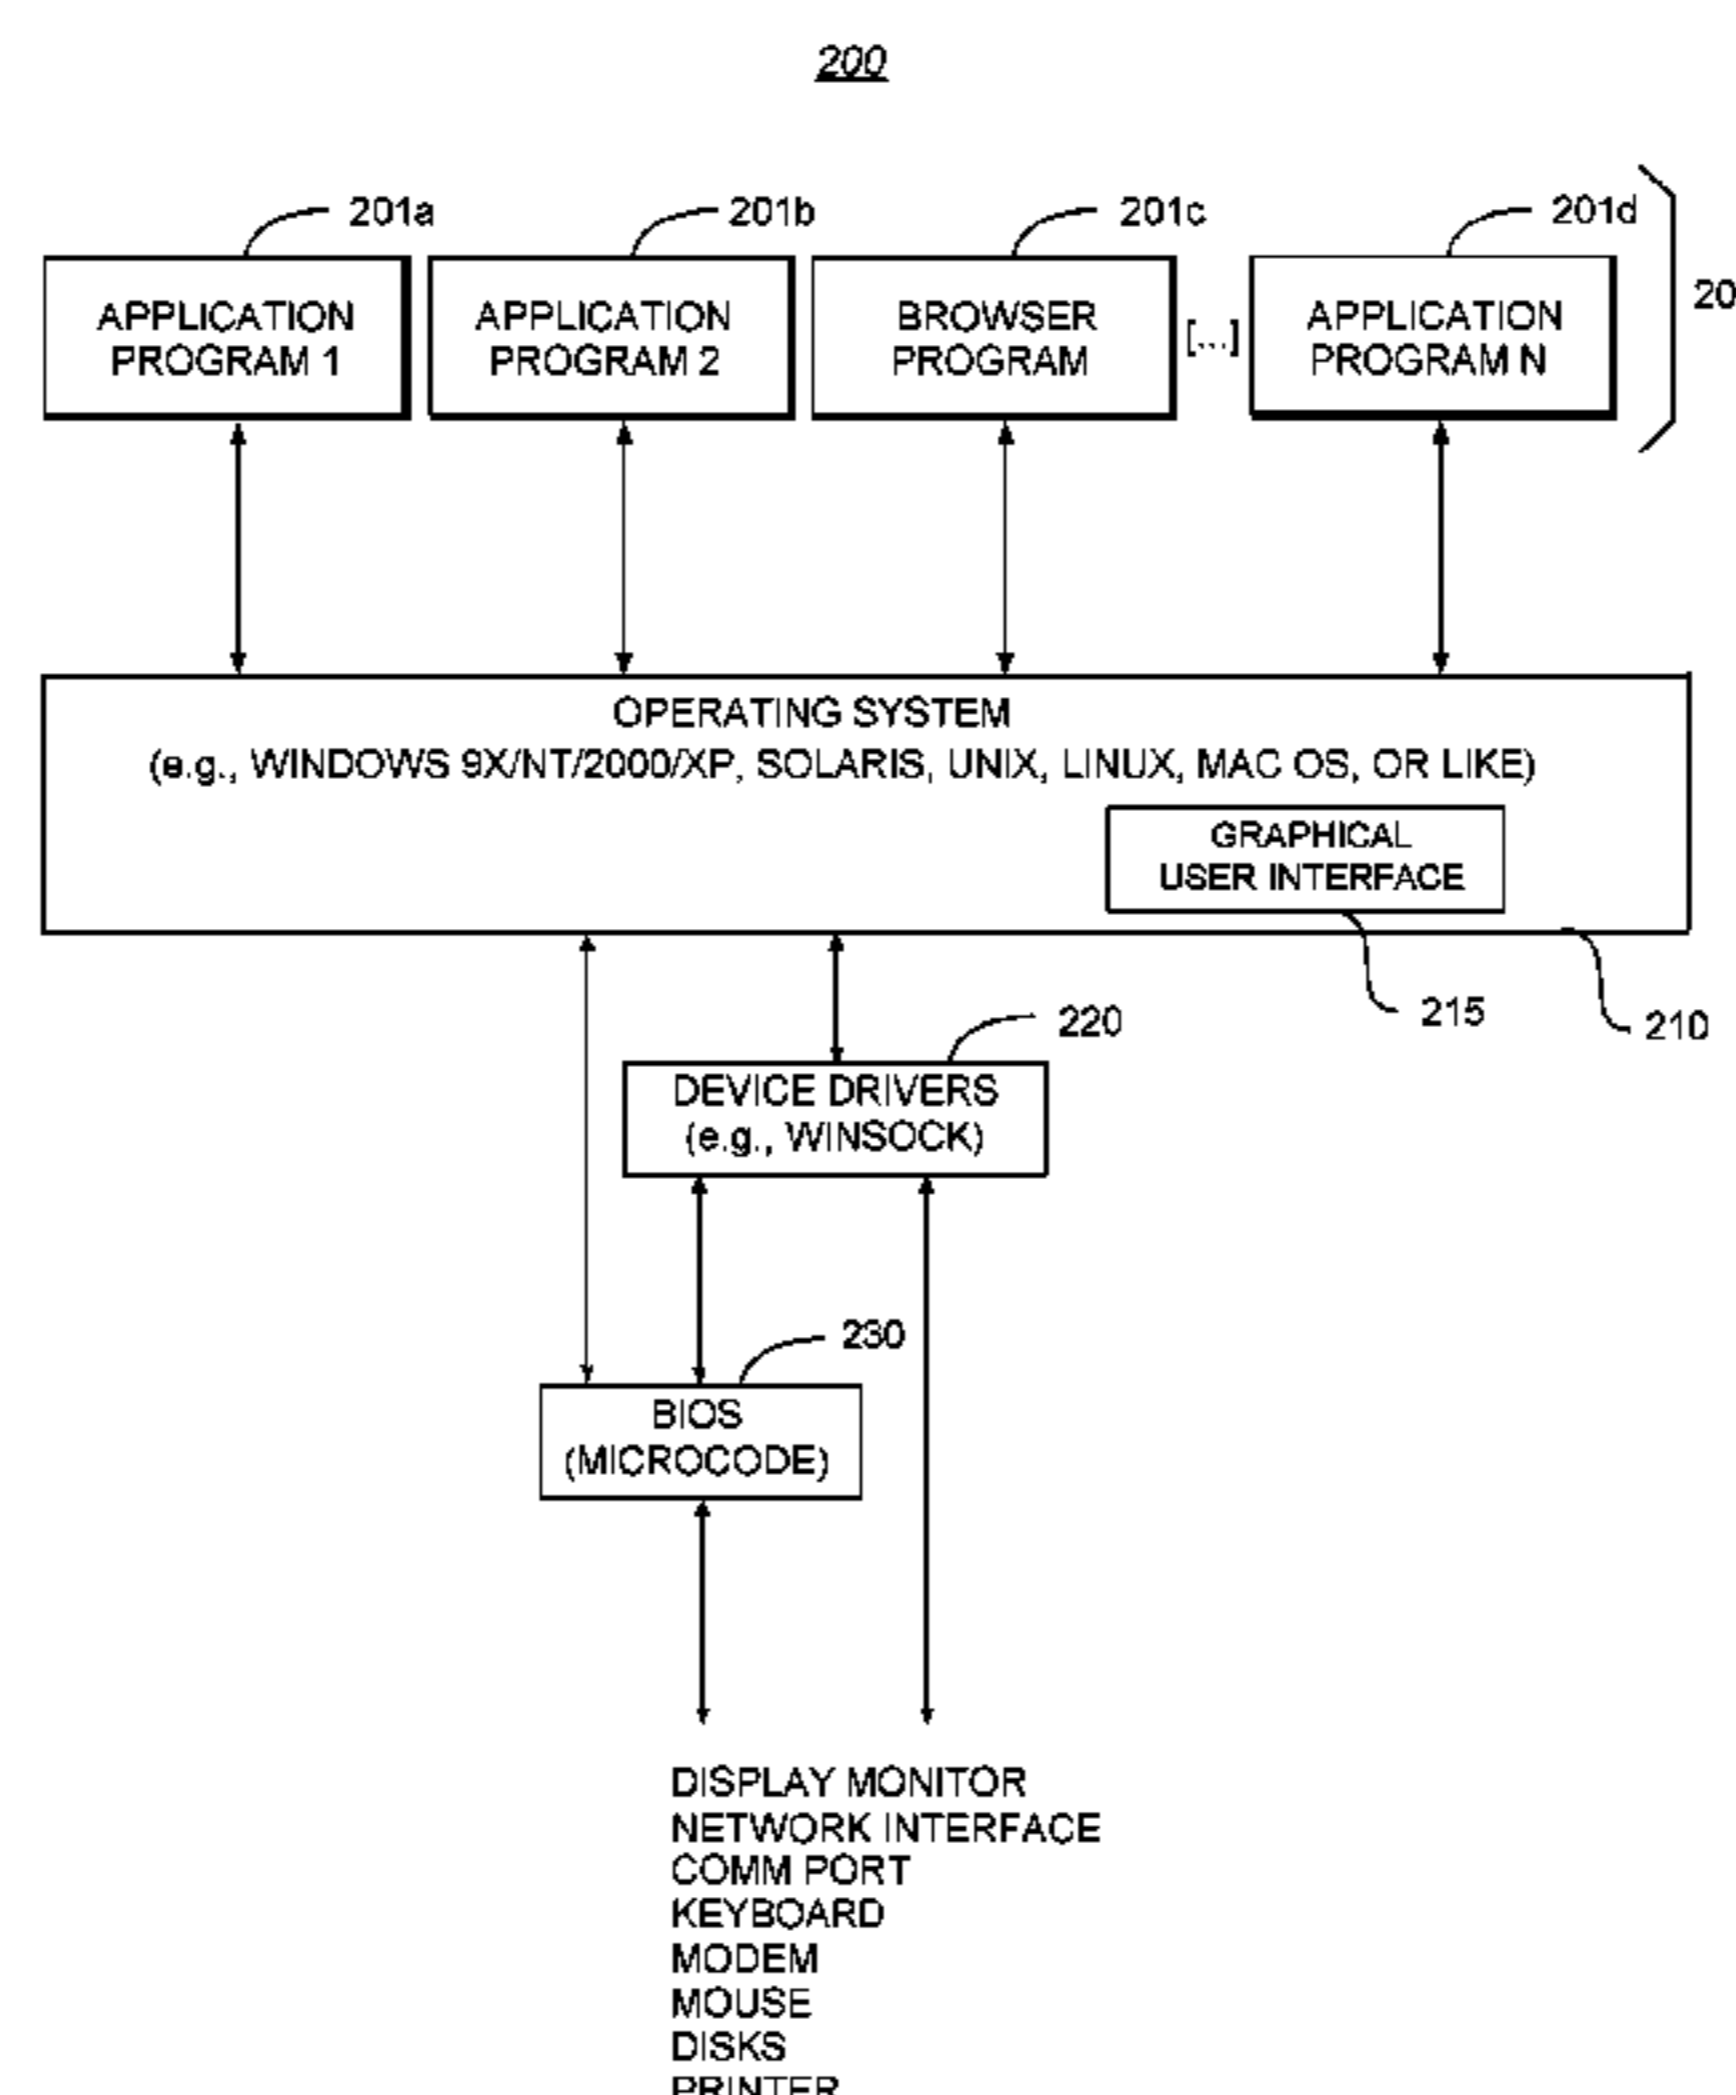 200
201a
201b
201c
201d
20
APPLICATION
PROGRAM 1
APPLICATION
PROGRAM 2
BROWSER
PROGRAM
[...]
APPLICATION
PROGRAM N
OPERATING SYSTEM
(e.g., WINDOWS 9X/NT/2000/XP, SOLARIS, UNIX, LINUX, MAC OS, OR LIKE)
GRAPHICAL
USER INTERFACE
215
210
220
DEVICE DRIVERS
(e.g., WINSOCK)
230
BIOS
(MICROCODE)
DISPLAY MONITOR
NETWORK INTERFACE
COMM PORT
KEYBOARD
MODEM
MOUSE
DISKS
PRINTER